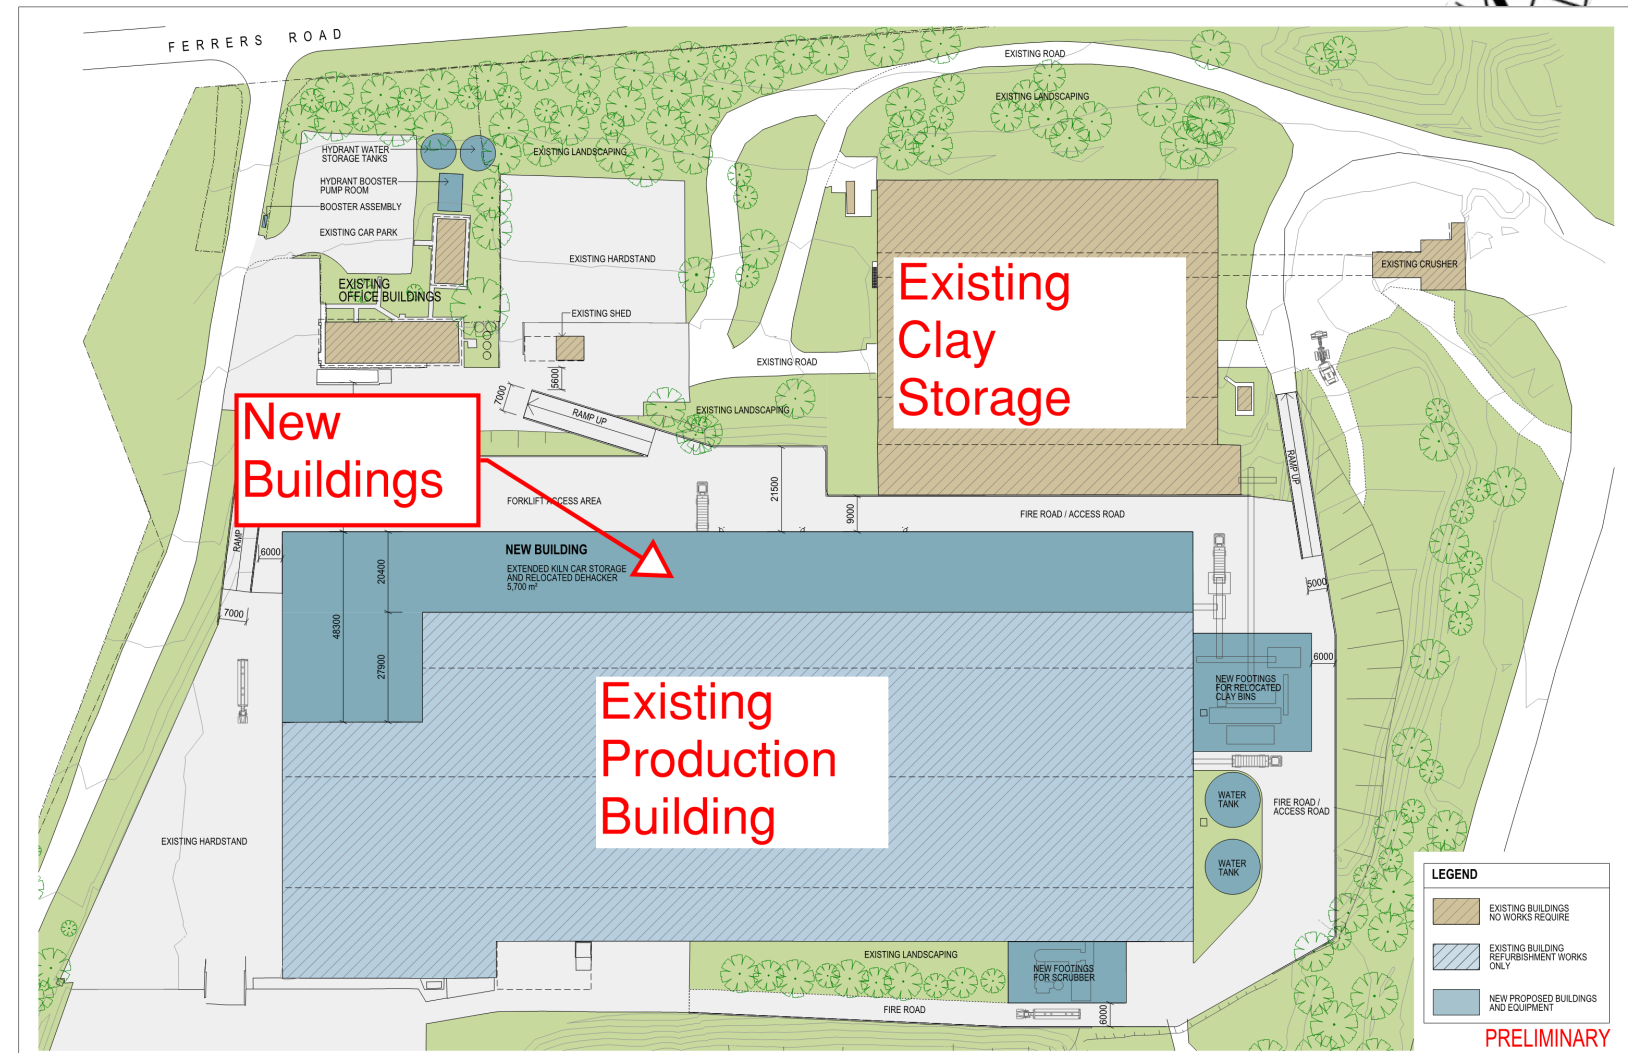 FERRERS ROAD
EXISTING ROAD
EXISTING LANDSCAPING
HYDRANT WATER
STORAGE TANKS
EXISTING LANDSCAPING
HYDRANT BOOSTER
PUMP ROOM
BOOSTER ASSEMBLY
EXISTING CAR PARK
EXISTING HARDSTAND
EXISTING CRUSHER
EXISTING
OFFICE BUILDINGS
Existing
Clay
Storage
EXISTING SHED
EXISTING ROAD
5600
7000
RAMP UP
EXISTING LANDSCAPING
New
Buildings
RAMP UP
21500
FORKLIFT ACCESS AREA
9000
FIRE ROAD / ACCESS ROAD
RAMP
6000
NEW BUILDING
EXTENDED KILN CAR STORAGE
AND RELOCATED DEHACKER
5,700 m²
20400
5000
7000
48300
27900
6000
NEW FOOTINGS
FOR RELOCATED
CLAY BINS
Existing
Production
Building
WATER
TANK
FIRE ROAD /
ACCESS ROAD
EXISTING HARDSTAND
WATER
TANK
LEGEND
EXISTING BUILDINGS
NO WORKS REQUIRE
EXISTING BUILDING
REFURBISHMENT WORKS
ONLY
NEW PROPOSED BUILDINGS
AND EQUIPMENT
EXISTING LANDSCAPING
NEW FOOTINGS
FOR SCRUBBER
FIRE ROAD
6000
PRELIMINARY